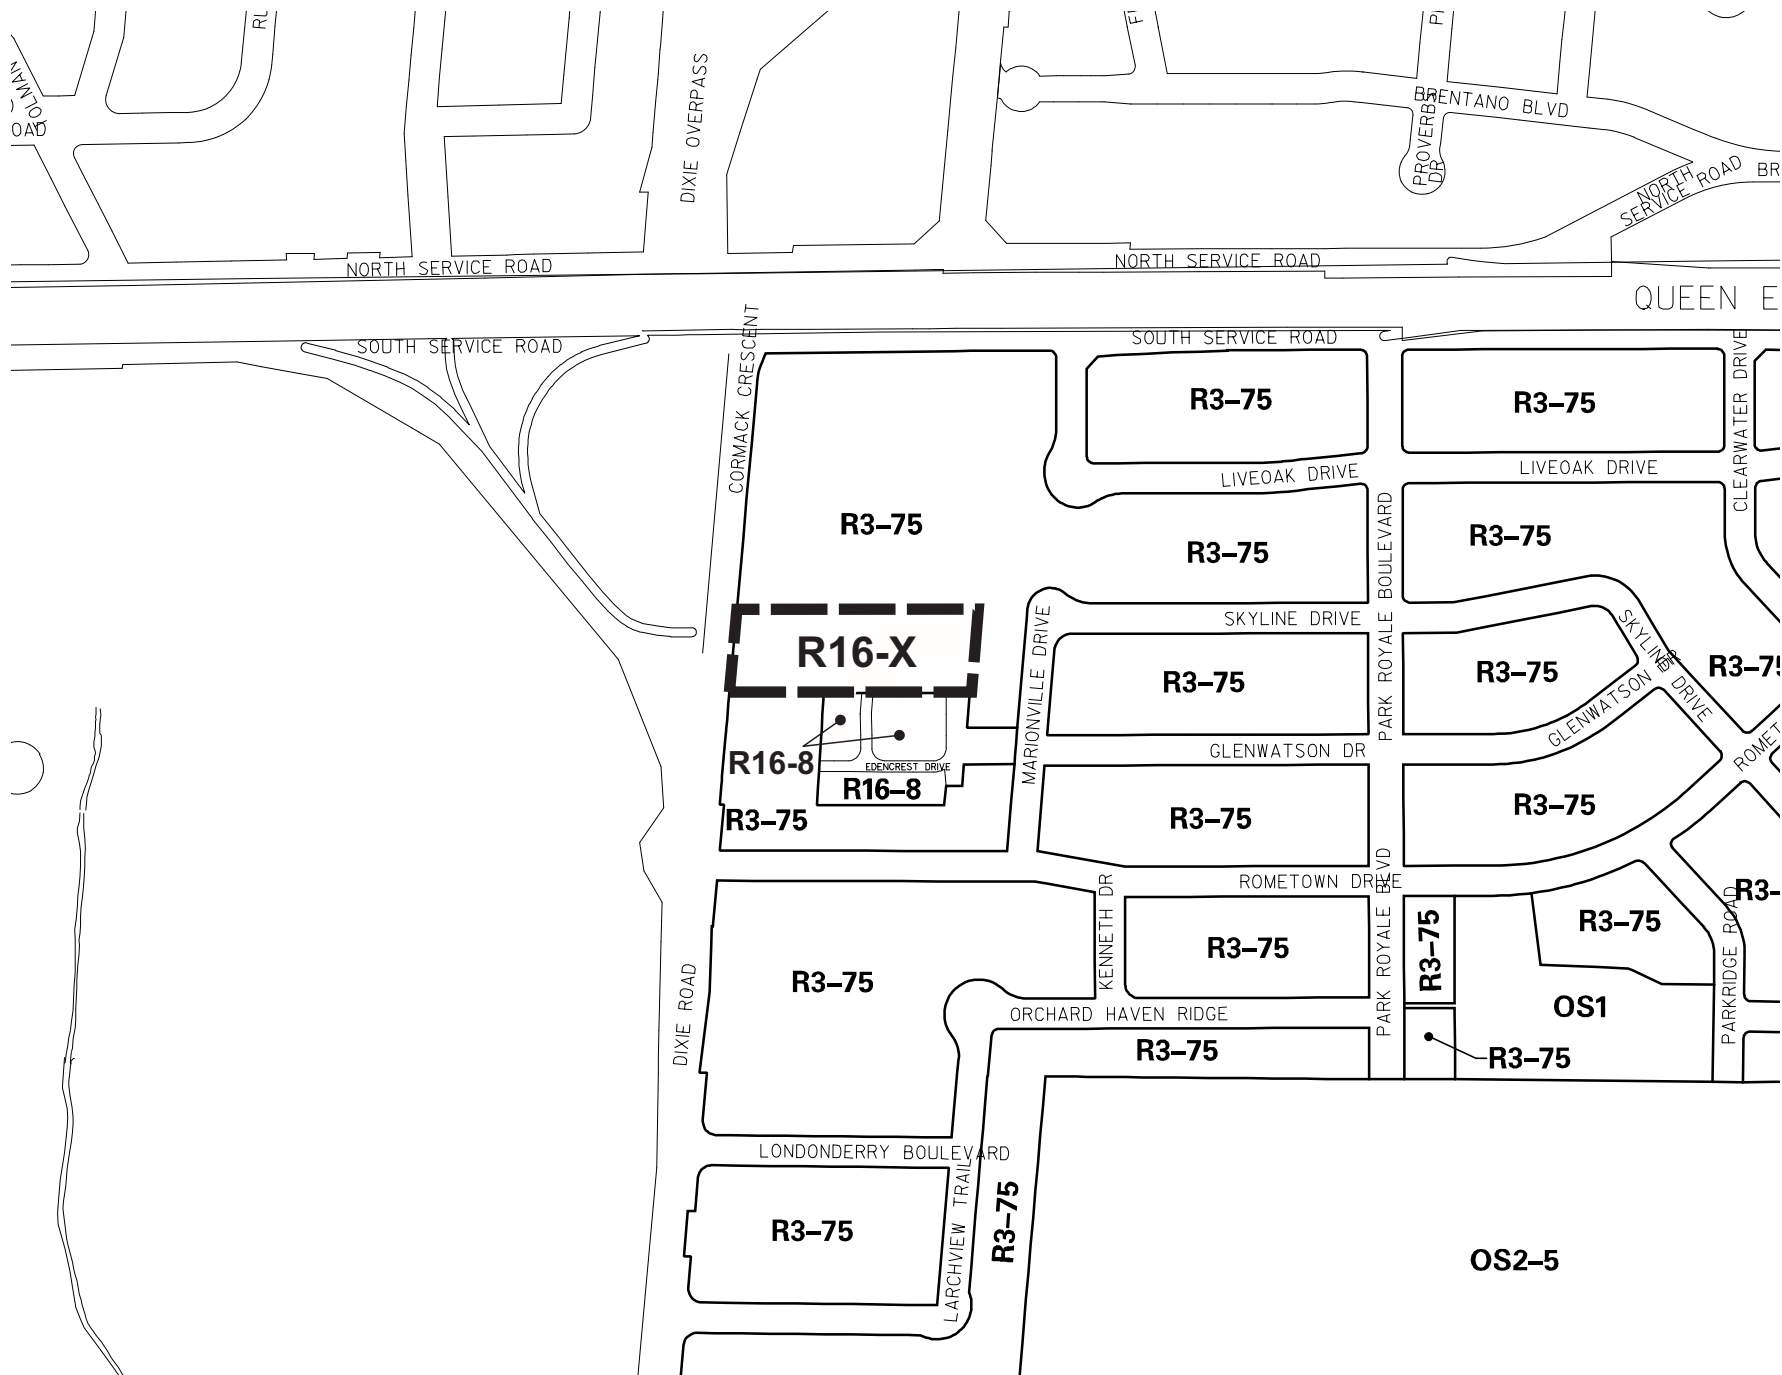 DIXIE OVERPASS
BRENTANO BLVD
PROVERBS
DR
NORTH
SERVICE ROAD
BR
OAD
NORTH SERVICE ROAD
NORTH SERVICE ROAD
QUEEN E
SOUTH SERVICE ROAD
SOUTH SERVICE ROAD
CORMACK CRESCENT
CLEARWATER DRIVE
R3–75
R3–75
LIVEOAK DRIVE
LIVEOAK DRIVE
R3–75
R3–75
R3–75
PARK ROYALE BOULEVARD
SKYLINE DRIVE
SKYLINE DRIVE
MARIONVILLE DRIVE
R16-X
R3–75
R3–75
R3–75
GLENWATSON DR
GLENWATSON DR
R16-8
EDENCREST DRIVE
R16–8
R3–75
R3–75
R3–75
ROMET
ROMETOWN DRIVE
KENNETH DR
PARK ROYALE BLVD
R3–75
R3–75
R3–75
R3–75
R3–
PARKRIDGE ROAD
DIXIE ROAD
OS1
ORCHARD HAVEN RIDGE
R3–75
R3–75
LONDONDERRY BOULEVARD
LARCHVIEW TRAIL
R3–75
R3–75
OS2–5